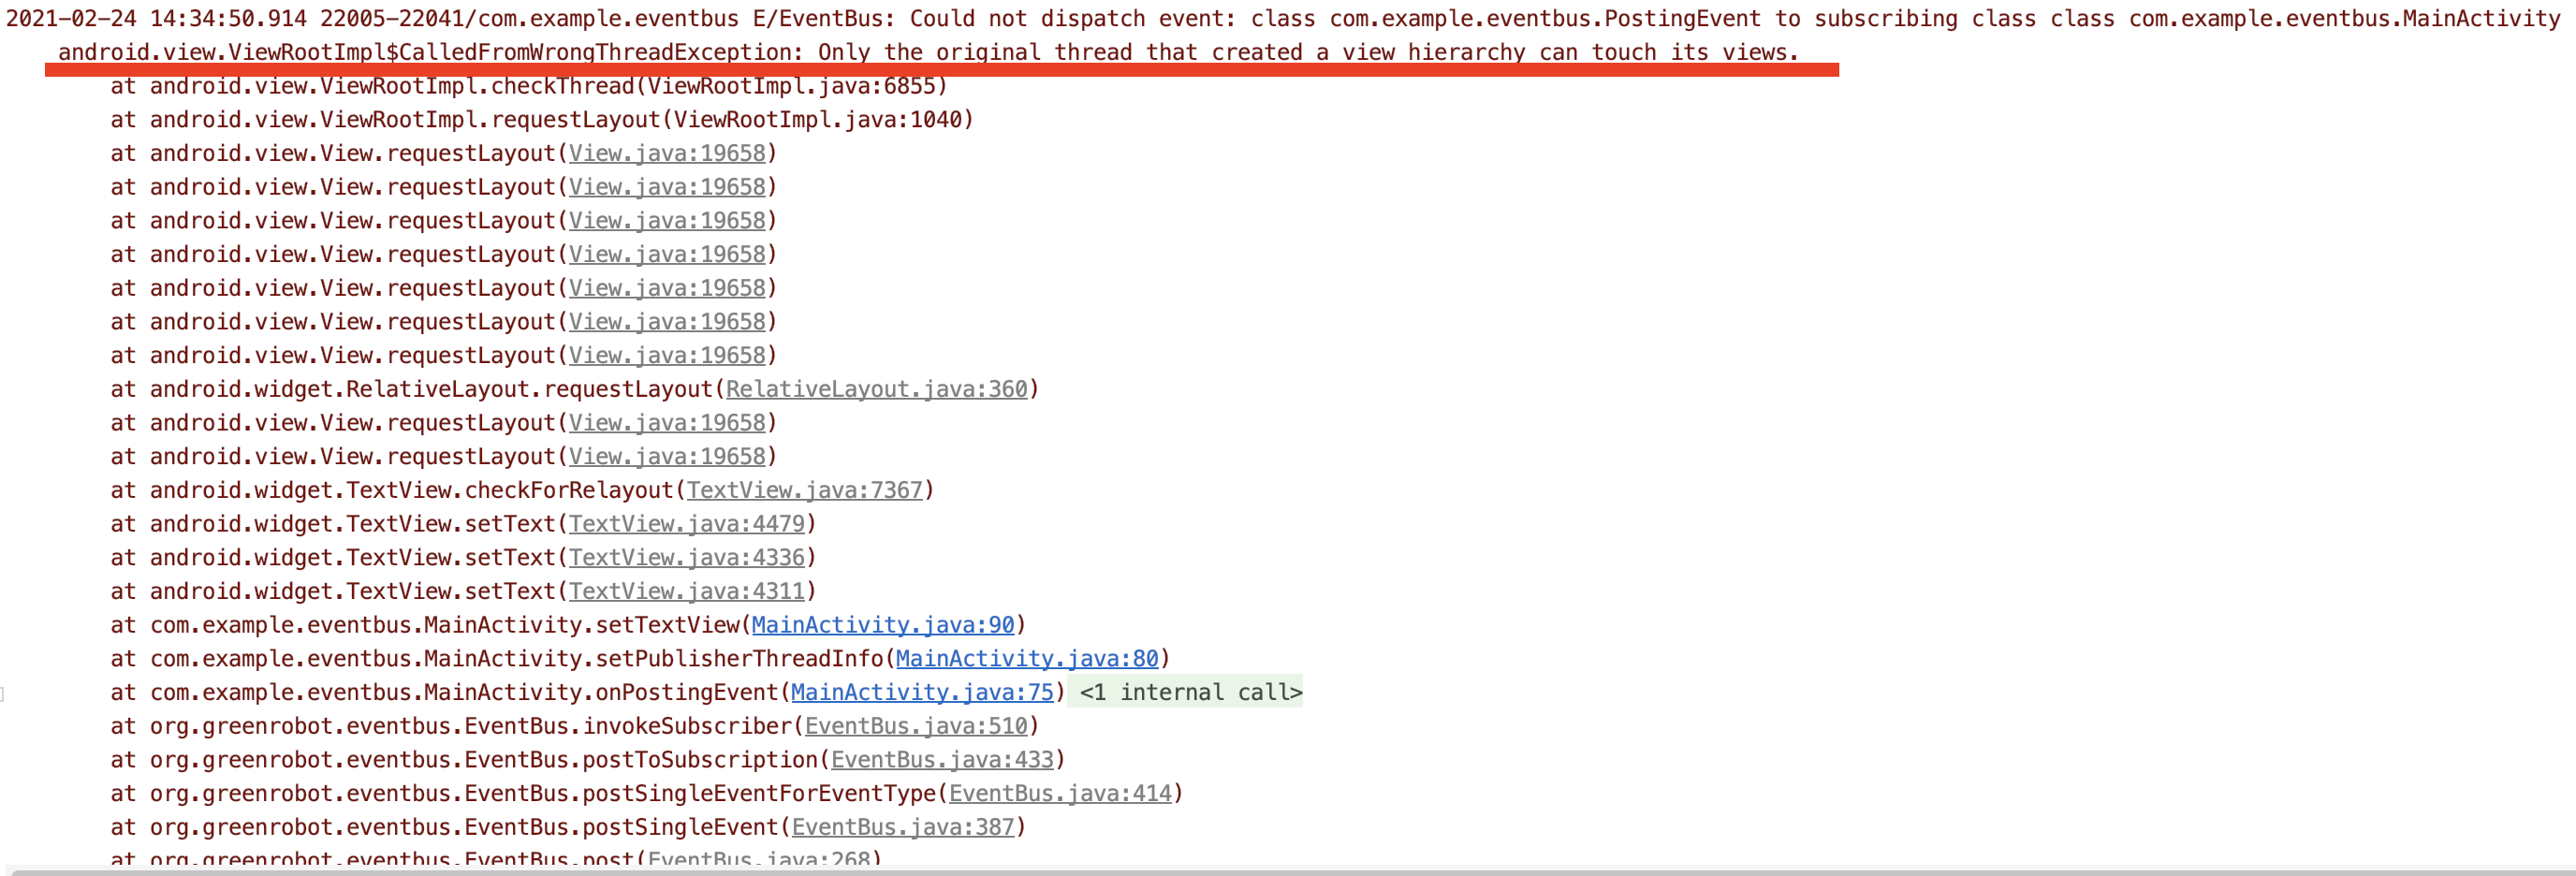 2021-02-24 14:34:50.914 22005-22041/com.example.eventbus E/EventBus: Could not dispatch event: class com.example.eventbus.PostingEvent to subscribing class class com.example.eventbus.MainActivity
android.view.ViewRootImpl$CalledFromWrongThreadException: Only the original thread that created a view hierarchy can touch its views.
at android.view.ViewRootImpl.checkThread(ViewRootImpl.java:6855)
at android.view.ViewRootImpl.requestLayout(ViewRootImpl.java:1040)
at android.view.View.requestLayout(View.java:19658)
at android.view.View.requestLayout(View.java:19658)
at android.view.View.requestLayout(View.java:19658)
at android.view.View.requestLayout(View.java:19658)
at android.view.View.requestLayout(View.java:19658)
at android.view.View.requestLayout(View.java:19658)
at android.view.View.requestLayout(View.java:19658)
at android.widget.RelativeLayout.requestLayout(RelativeLayout.java:360)
at android.view.View.requestLayout(View.java:19658)
at android.view.View.requestLayout(View.java:19658)
at android.widget.TextView.checkForRelayout(TextView.java:7367)
at android.widget.TextView.setText(TextView.java:4479)
at android.widget.TextView.setText(TextView.java:4336)
at android.widget.TextView.setText(TextView.java:4311)
at com.example.eventbus.MainActivity.setTextView(MainActivity.java:90)
at com.example.eventbus.MainActivity.setPublisherThreadInfo(MainActivity.java:80)
at com.example.eventbus.MainActivity.onPostingEvent(MainActivity.java:75) <1 internal call>
at org.greenrobot.eventbus.EventBus.invokeSubscriber(EventBus.java:510)
at org.greenrobot.eventbus.EventBus.postToSubscription(EventBus.java:433)
at org.greenrobot.eventbus.EventBus.postSingleEventForEventType(EventBus.java:414)
at org.greenrobot.eventbus.EventBus.postSingleEvent(EventBus.java:387)
at org.greenrobot.eventbus.EventBus.post(EventBus.java:268)